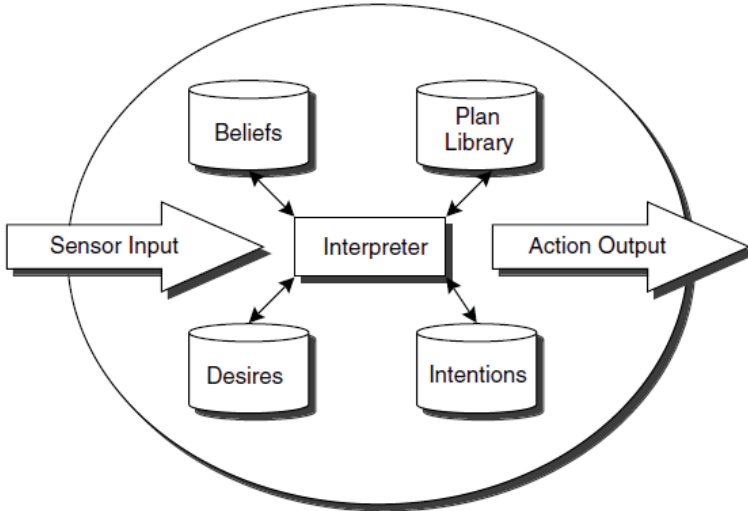 Beliefs
Plan
Library
Sensor Input
Interpreter
Action Output
Desires
Intentions